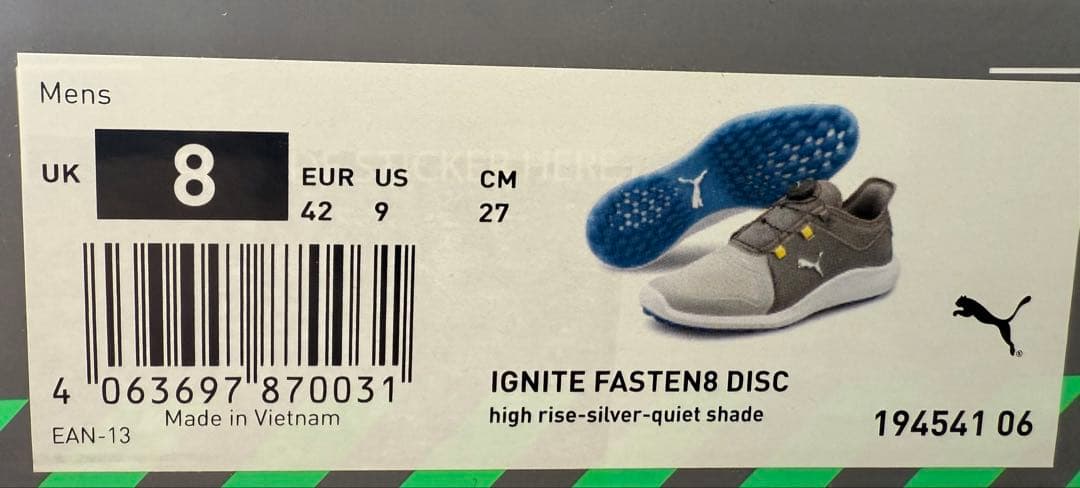 Mens
UK 8
EUR US CM
42 9 27
4 063697 870031
Made in Vietnam
EAN-13
IGNITE FASTEN8 DISC
high rise-silver-quiet shade
194541 06